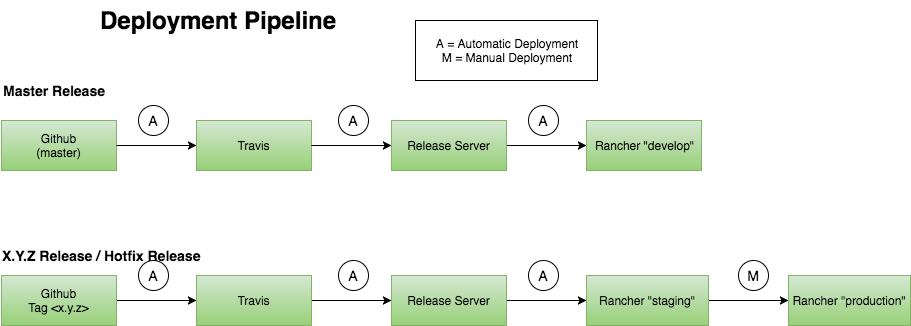 Deployment Pipeline
A = Automatic Deployment
M = Manual Deployment
Master Release
A
A
A
Github
(master)
Travis
Release Server
Rancher "develop"
X.Y.Z Release / Hotfix Release
A
A
A
M
Github
Tag <x.y.z>
Travis
Release Server
Rancher "staging"
Rancher "production"